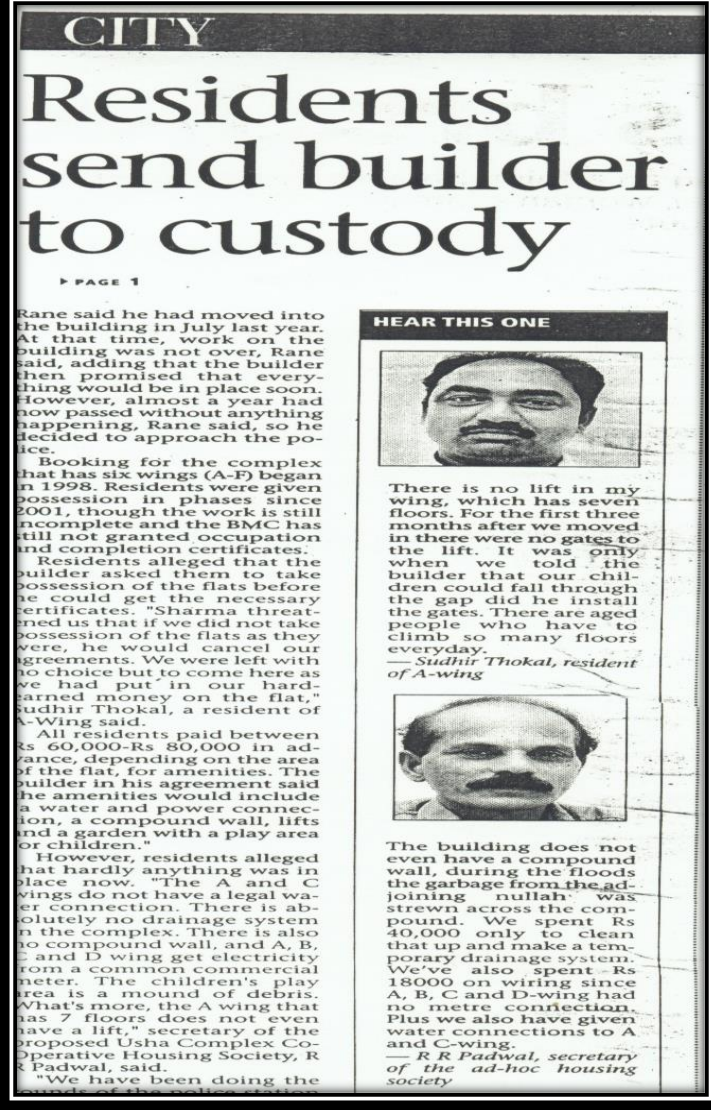 CITY
Residents
send builder
to custody
▸ PAGE 1
Rane said he had moved into
the building in July last year.
At that time, work on the
building was not over, Rane
said, adding that the builder
then promised that every-
thing would be in place soon.
However, almost a year had
now passed without anything
happening, Rane said, so he
decided to approach the po-
lice.
Booking for the complex
that has six wings (A-F) began
n 1998. Residents were given
possession in phases since
2001, though the work is still
incomplete and the BMC has
still not granted occupation
and completion certificates.
Residents alleged that the
builder asked them to take
possession of the flats before
he could get the necessary
certificates. "Sharma threat-
ened us that if we did not take
possession of the flats as they
were, he would cancel our
agreements. We were left with
no choice but to come here as
we had put in our hard-
earned money on the flat,"
Sudhir Thokal, a resident of
A-Wing said.
All residents paid between
Rs 60,000-Rs 80,000 in ad-
vance, depending on the area
of the flat, for amenities. The
builder in his agreement said
the amenities would include
"a water and power connec-
tion, a compound wall, lifts
and a garden with a play area
for children."
However, residents alleged
that hardly anything was in
place now. "The A and C
wings do not have a legal wa-
ter connection. There is ab-
solutely no drainage system
in the complex. There is also
no compound wall, and A, B,
C and D wing get electricity
from a common commercial
meter. The children's play
area is a mound of debris.
What's more, the A wing that
has 7 floors does not even
have a lift," secretary of the
proposed Usha Complex Co-
Operative Housing Society, R
R Padwal, said.
"We have been doing the
rounds of the police station
HEAR THIS ONE
There is no lift in my
wing, which has seven
floors. For the first three
months after we moved
in there were no gates to
the lift. It was only
when we told the
builder that our chil-
dren could fall through
the gap did he install
the gates. There are aged
people who have to
climb so many floors
everyday.
— Sudhir Thokal, resident
of A-wing
The building does not
even have a compound
wall, during the floods
the garbage from the ad-
joining nullah was
strewn across the com-
pound. We spent Rs
40,000 only to clean
that up and make a tem-
porary drainage system.
We've also spent Rs
18000 on wiring since
A, B, C and D-wing had
no metre connection.
Plus we also have given
water connections to A
and C-wing.
— R R Padwal, secretary
of the ad-hoc housing
society